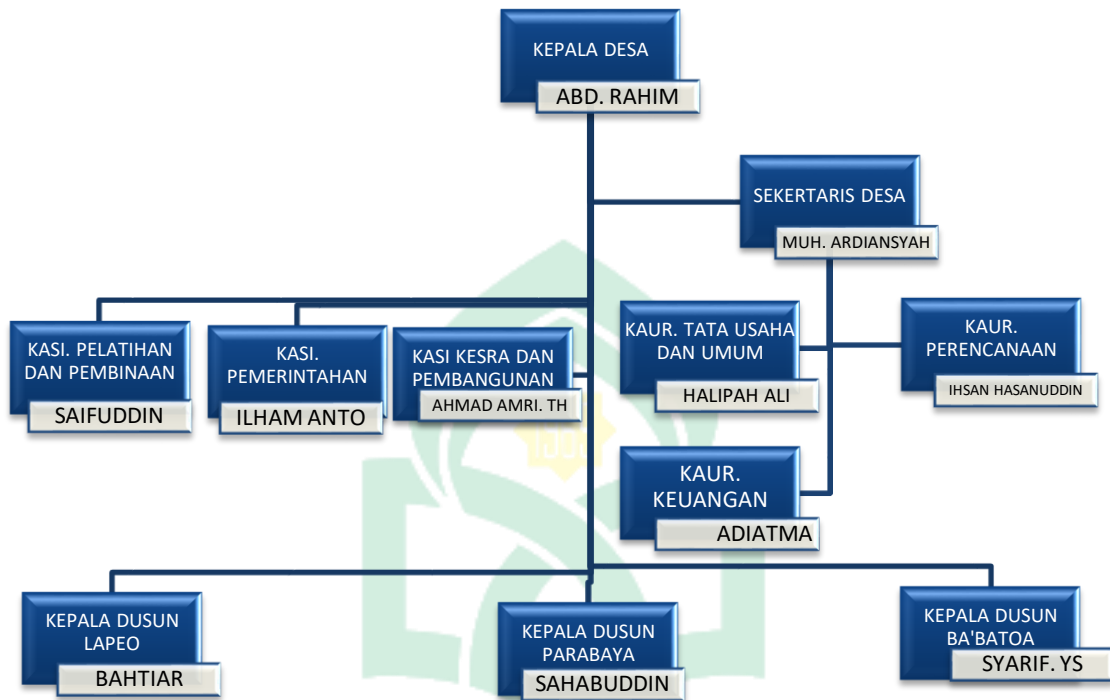 KEPALA DESA
ABD. RAHIM
SEKERTARIS DESA
MUH. ARDIANSYAH
KASI. PELATIHAN
DAN PEMBINAAN
SAIFUDDIN
KASI.
PEMERINTAHAN
ILHAM ANTO
KASI KESRA DAN
PEMBANGUNAN
AHMAD AMRI. TH
KAUR. TATA USAHA
DAN UMUM
HALIPAH ALI
KAUR.
PERENCANAAN
IHSAN HASANUDDIN
KAUR.
KEUANGAN
ADIATMA
KEPALA DUSUN
LAPEO
BAHTIAR
KEPALA DUSUN
PARABAYA
SAHABUDDIN
KEPALA DUSUN
BA'BATOA
SYARIF. YS